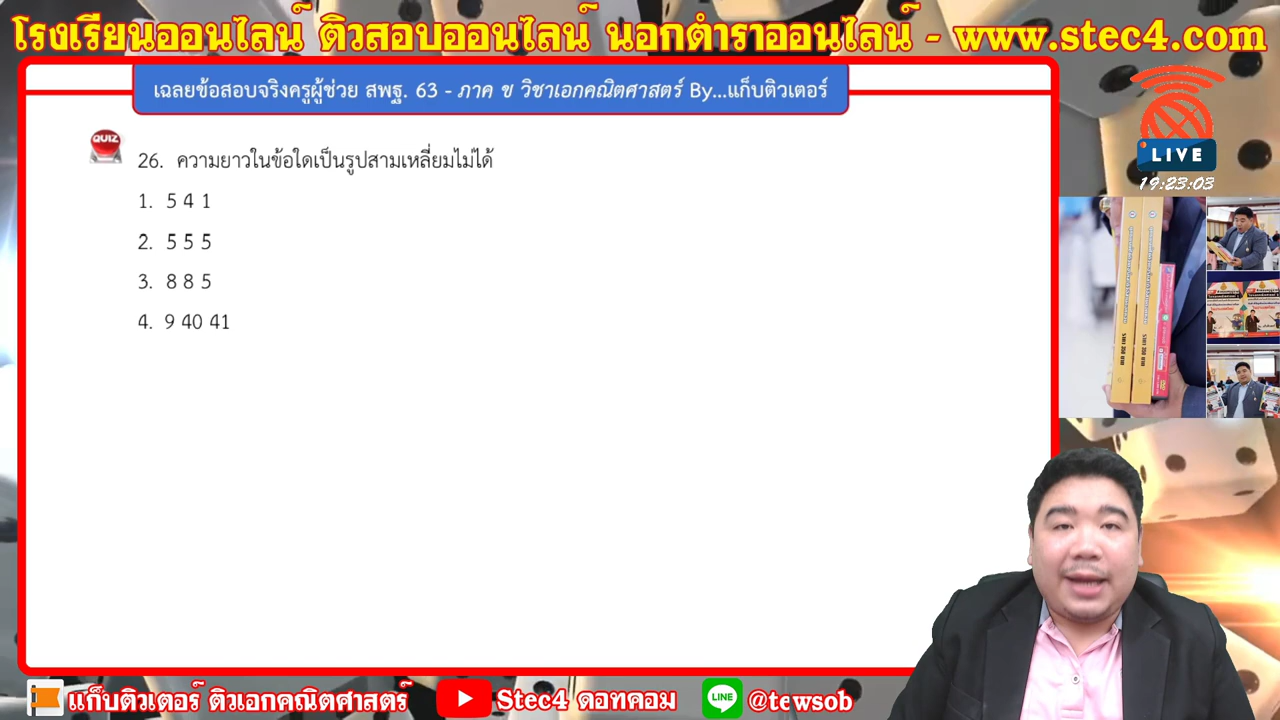 โรงเรียนออนไลน์ ติวสอบออนไลน์ นอกตำราออนไลน์ - www.stec4.com
เฉลยข้อสอบจริงครูผู้ช่วย สพฐ. 63 - ภาค ข วิชาเอกคณิตศาสตร์ By...แก็บติวเตอร์
LIVE
19:23:03
QUIZ
26. ความยาวในข้อใดเป็นรูปสามเหลี่ยมไม่ได้
1. 5 4 1
2. 5 5 5
3. 8 8 5
4. 9 40 41
แก็บติวเตอร์ ติวเอกคณิตศาสตร์
Stec4 ดอทคอม
LINE
@tewsob